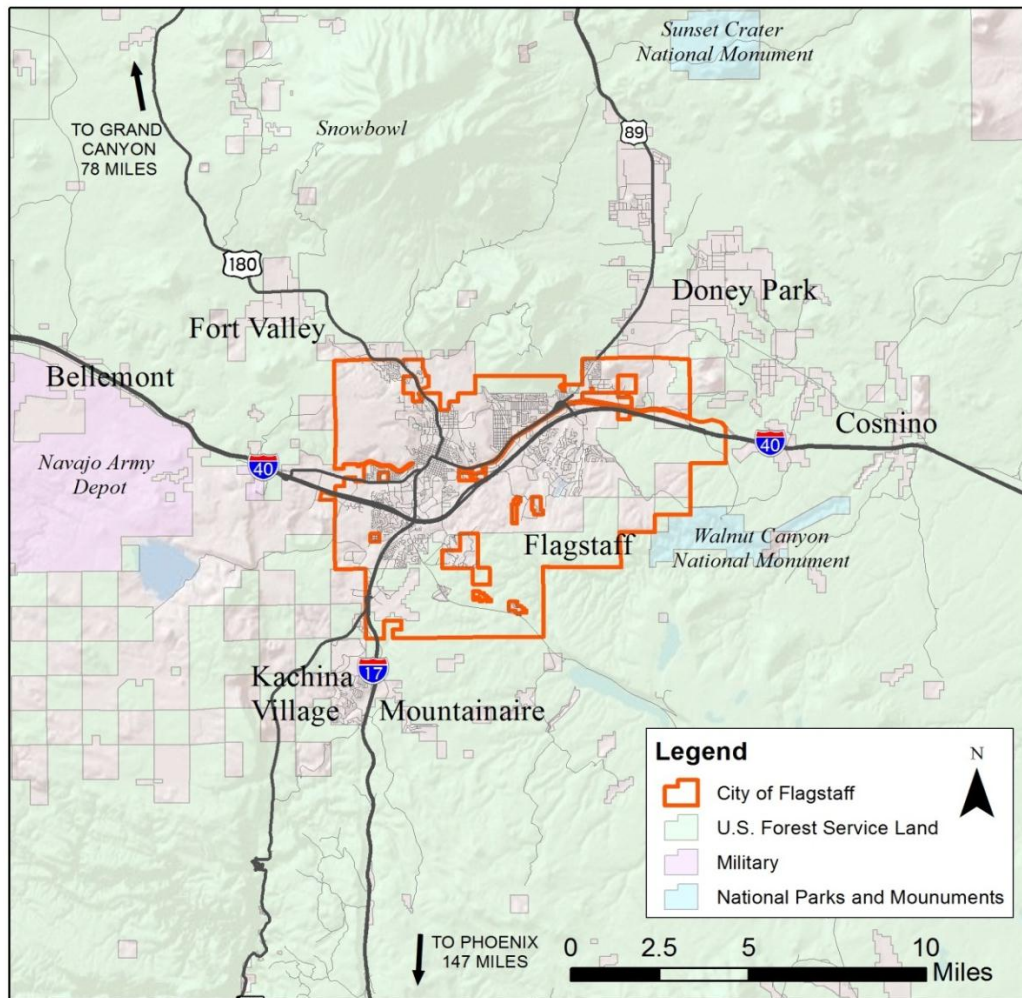 Sunset Crater
National Monument
TO GRAND
CANYON
78 MILES
Snowbowl
89
180
Doney Park
Fort Valley
Bellemont
Cosnino
40
40
Navajo Army
Depot
Flagstaff
Walnut Canyon
National Monument
17
Kachina
Village
Mountainaire
Legend
N
City of Flagstaff
U.S. Forest Service Land
Military
National Parks and Mounuments
TO PHOENIX
147 MILES
0 2.5 5 10
Miles